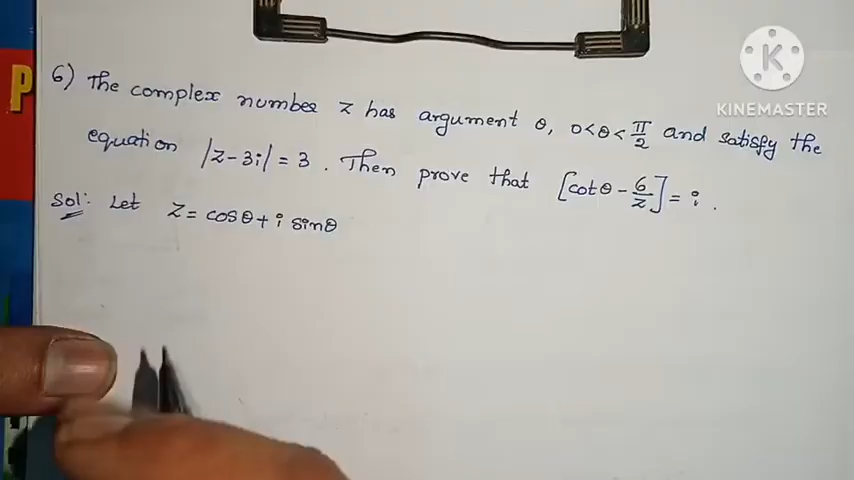 6) The complex number z has argument θ, 0<θ<π/2 and satisfy the
equation |z-3i| = 3. Then prove that [cotθ - 6/z] = i.
Sol: Let z = cosθ + i sinθ
K
KINEMASTER
P